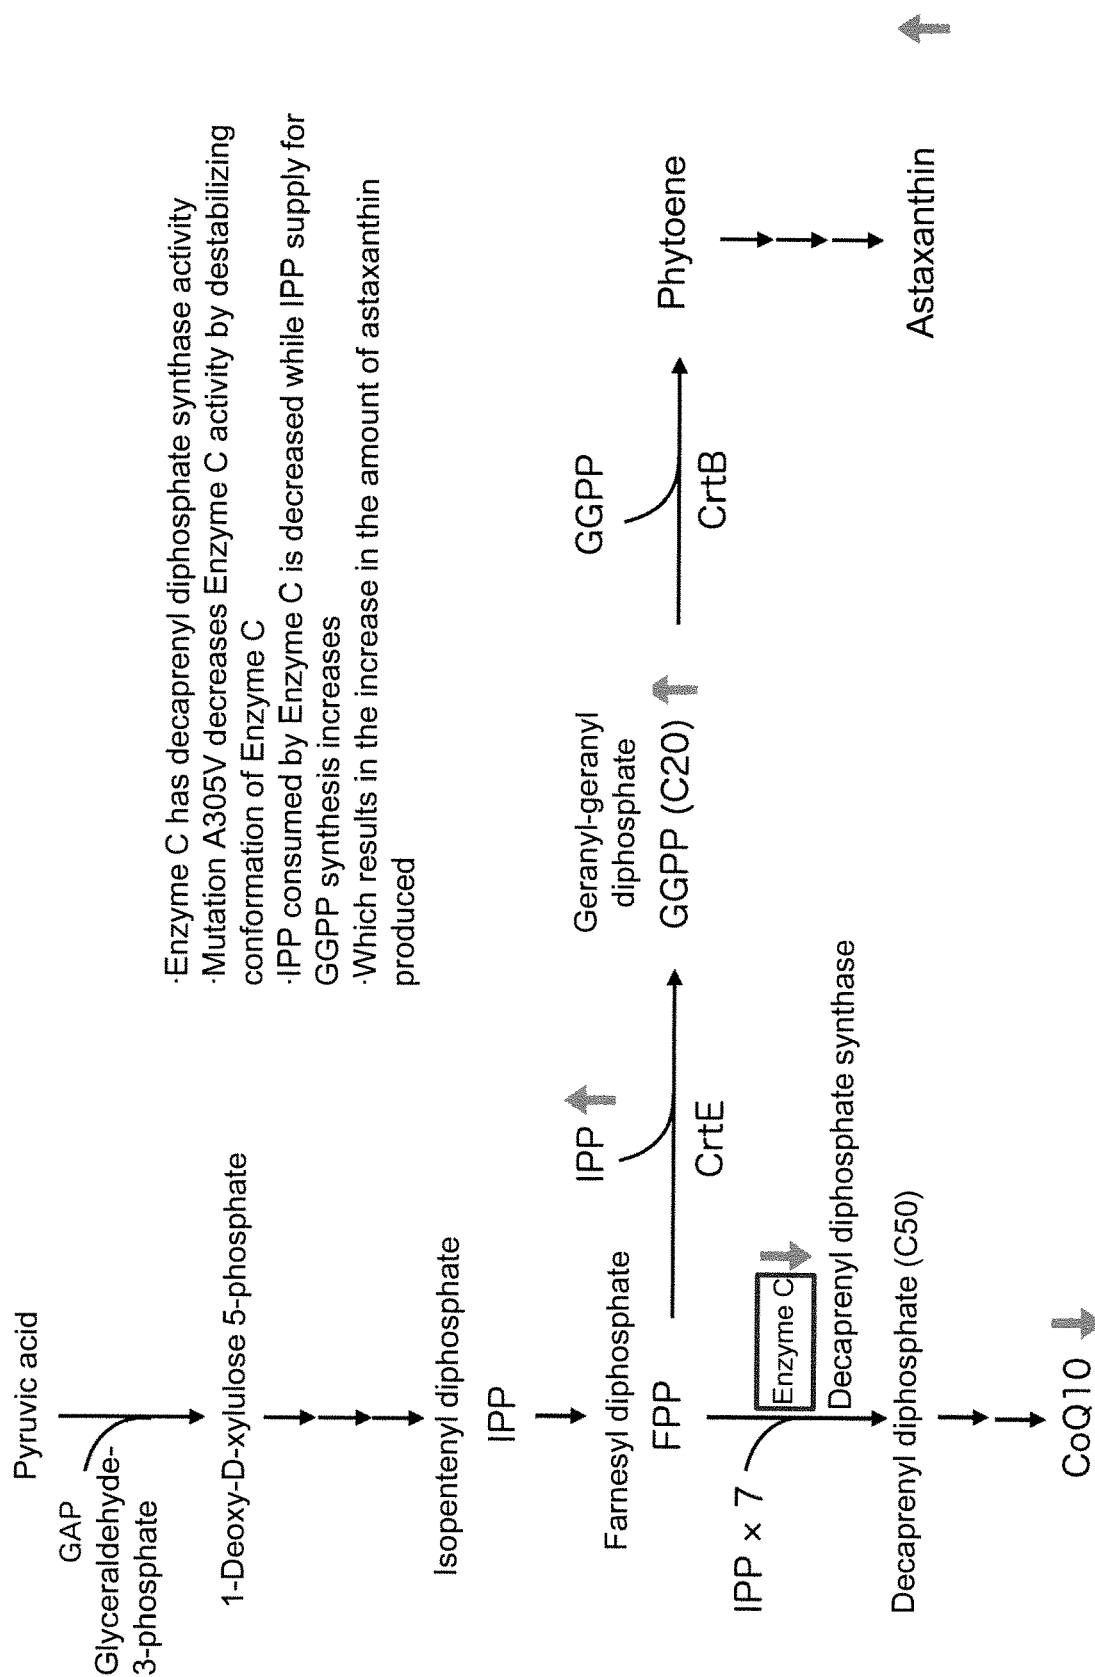 Pyruvic acid
GAP
Glyceraldehyde-
3-phosphate
1-Deoxy-D-xylulose 5-phosphate
Isopentenyl diphosphate
IPP
·Enzyme C has decaprenyl diphosphate synthase activity
·Mutation A305V decreases Enzyme C activity by destabilizing
conformation of Enzyme C
·IPP consumed by Enzyme C is decreased while IPP supply for
GGPP synthesis increases
·Which results in the increase in the amount of astaxanthin
produced
Farnesyl diphosphate
FPP
IPP
CrtE
Geranyl-geranyl
diphosphate
GGPP (C20)
GGPP
CrtB
Phytoene
Astaxanthin
IPP × 7
Enzyme C
Decaprenyl diphosphate synthase
Decaprenyl diphosphate (C50)
CoQ10